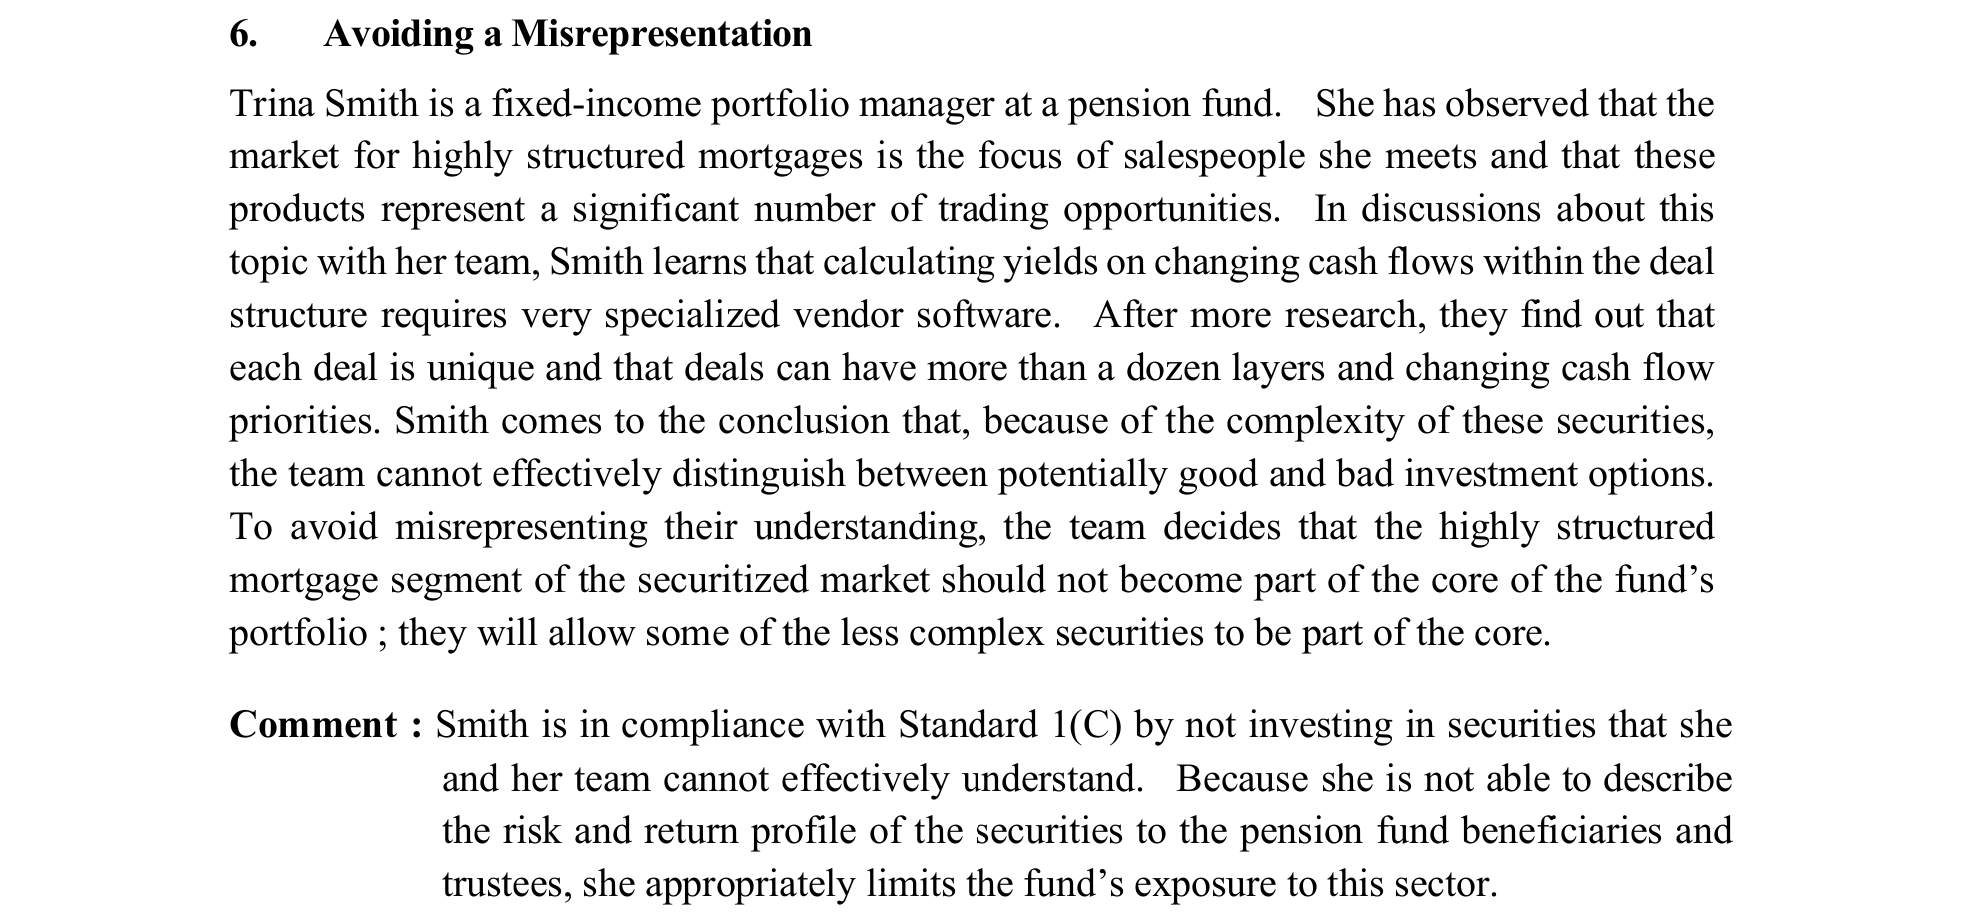 6. Avoiding a Misrepresentation
Trina Smith is a fixed-income portfolio manager at a pension fund. She has observed that the
market for highly structured mortgages is the focus of salespeople she meets and that these
products represent a significant number of trading opportunities. In discussions about this
topic with her team, Smith learns that calculating yields on changing cash flows within the deal
structure requires very specialized vendor software. After more research, they find out that
each deal is unique and that deals can have more than a dozen layers and changing cash flow
priorities. Smith comes to the conclusion that, because of the complexity of these securities,
the team cannot effectively distinguish between potentially good and bad investment options.
To avoid misrepresenting their understanding, the team decides that the highly structured
mortgage segment of the securitized market should not become part of the core of the fund’s
portfolio ; they will allow some of the less complex securities to be part of the core.
Comment : Smith is in compliance with Standard 1(C) by not investing in securities that she
and her team cannot effectively understand. Because she is not able to describe
the risk and return profile of the securities to the pension fund beneficiaries and
trustees, she appropriately limits the fund’s exposure to this sector.